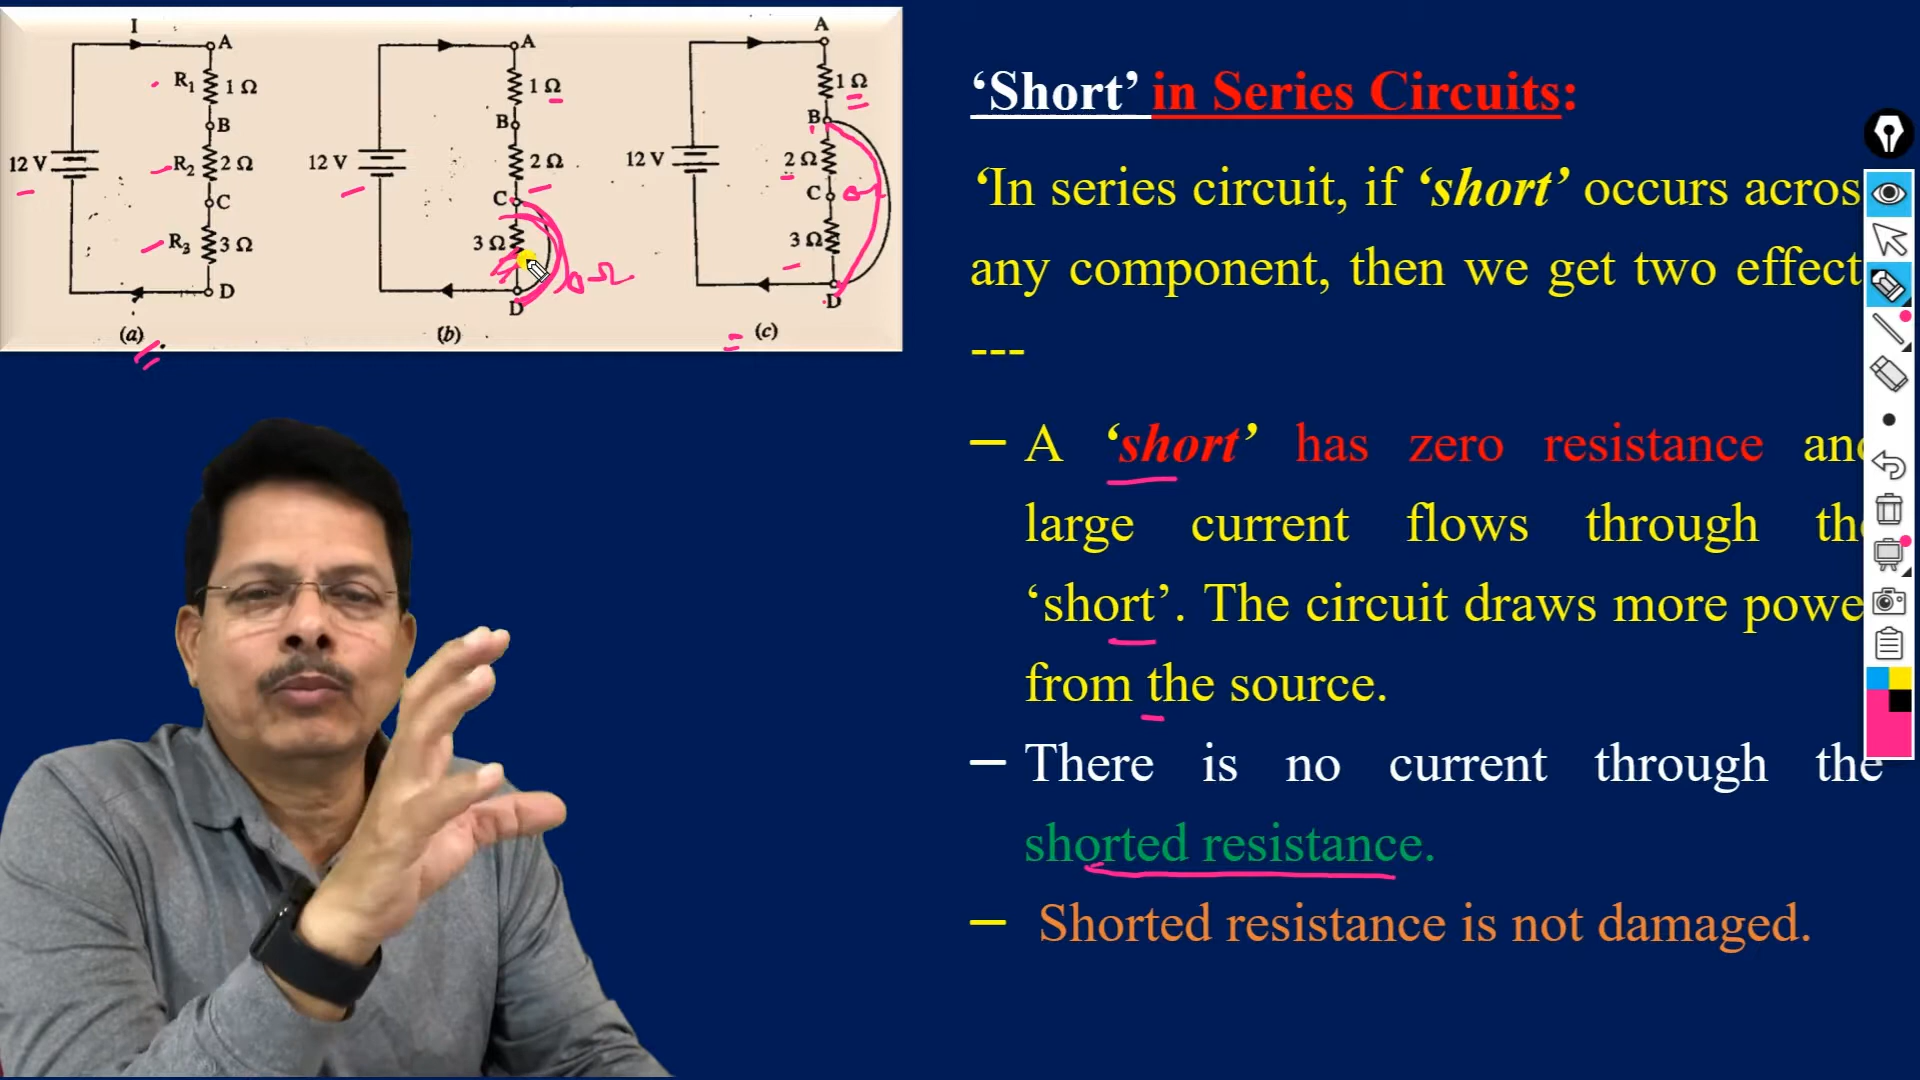 I
A
R₁
1 Ω
B
12 V
R₂
2 Ω
C
R₃
3 Ω
D
(a)
A
1 Ω
B
12 V
2 Ω
C
3 Ω
0 Ω
D
(b)
A
1 Ω
B
12 V
2 Ω
C
3 Ω
D
(c)
‘Short’ in Series Circuits:
‘In series circuit, if ‘short’ occurs acros
any component, then we get two effect
---
– A ‘short’ has zero resistance and
large current flows through the
‘short’. The circuit draws more powe
from the source.
– There is no current through the
shorted resistance.
– Shorted resistance is not damaged.